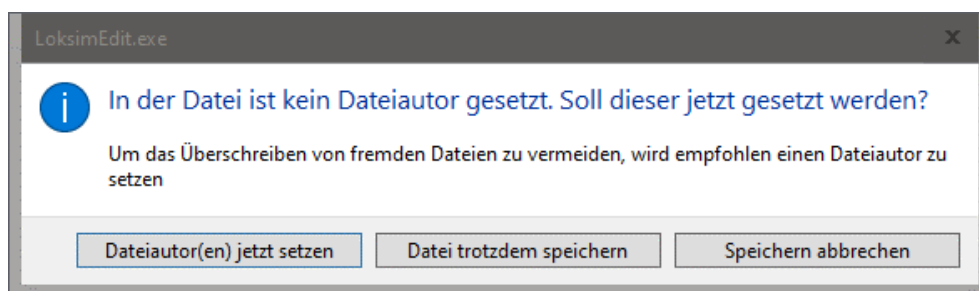 LoksimEdit.exe
In der Datei ist kein Dateiautor gesetzt. Soll dieser jetzt gesetzt werden?
Um das Überschreiben von fremden Dateien zu vermeiden, wird empfohlen einen Dateiautor zu
setzen
Dateiautor(en) jetzt setzen
Datei trotzdem speichern
Speichern abbrechen